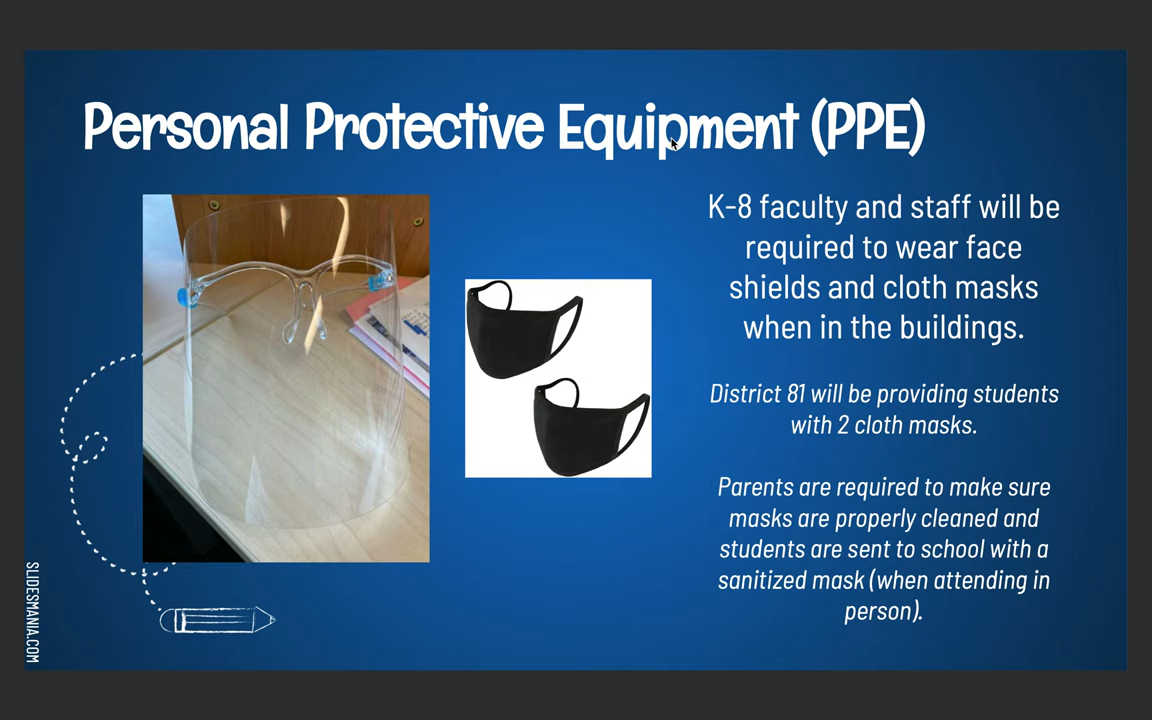 Personal Protective Equipment (PPE)
K-8 faculty and staff will be
required to wear face
shields and cloth masks
when in the buildings.
District 81 will be providing students
with 2 cloth masks.
Parents are required to make sure
masks are properly cleaned and
students are sent to school with a
sanitized mask (when attending in
person).
SLIDESMANIA.COM